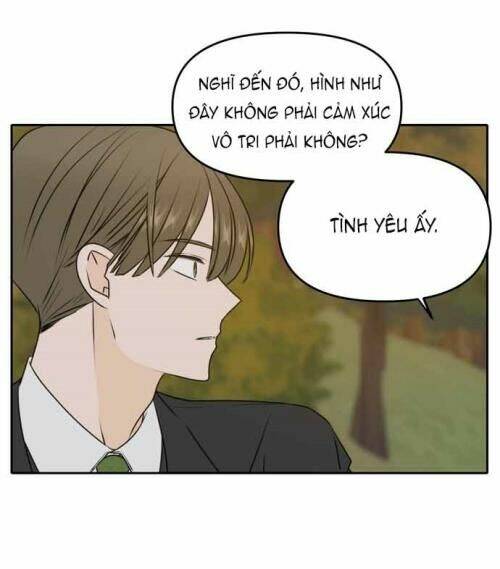 NGHĨ ĐẾN ĐÓ, HÌNH NHƯ
ĐÂY KHÔNG PHẢI CẢM XÚC
VÔ TRI PHẢI KHÔNG?
TÌNH YÊU ẤY.